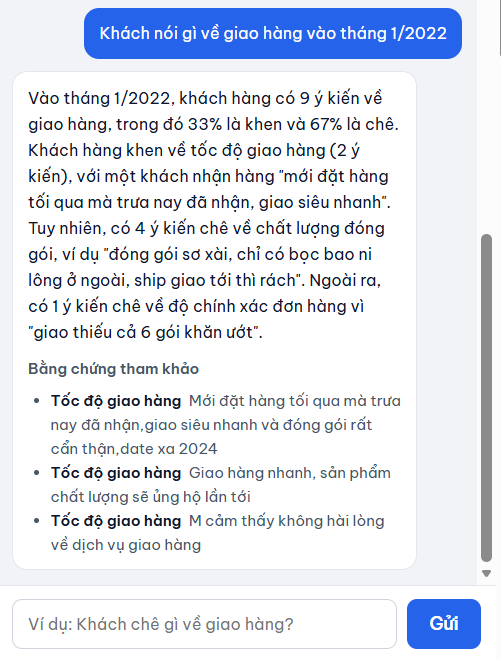 Khách nói gì về giao hàng vào tháng 1/2022
Vào tháng 1/2022, khách hàng có 9 ý kiến về
giao hàng, trong đó 33% là khen và 67% là chê.
Khách hàng khen về tốc độ giao hàng (2 ý
kiến), với một khách nhận hàng "mới đặt hàng
tối qua mà trưa nay đã nhận, giao siêu nhanh".
Tuy nhiên, có 4 ý kiến chê về chất lượng đóng
gói, ví dụ "đóng gói sơ xài, chỉ có bọc bao ni
lông ở ngoài, ship giao tới thì rách". Ngoài ra,
có 1 ý kiến chê về độ chính xác đơn hàng vì
"giao thiếu cả 6 gói khăn ướt".
Bằng chứng tham khảo
• Tốc độ giao hàng Mới đặt hàng tối qua mà trưa
nay đã nhận,giao siêu nhanh và đóng gói rất
cẩn thận,date xa 2024
• Tốc độ giao hàng Giao hàng nhanh, sản phẩm
chất lượng sẽ ủng hộ lần tới
• Tốc độ giao hàng M cảm thấy không hài lòng
về dịch vụ giao hàng
Ví dụ: Khách chê gì về giao hàng?
Gửi